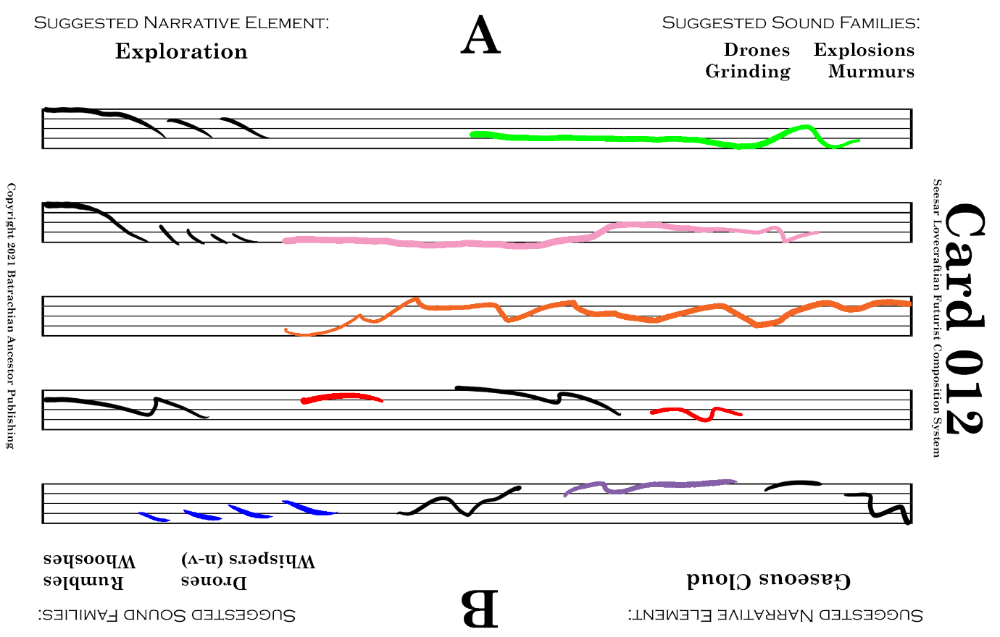 SUGGESTED NARRATIVE ELEMENT:
Exploration
A
SUGGESTED SOUND FAMILIES:
Drones Explosions
Grinding Murmurs
Copyright 2021 Batrachian Ancestor Publishing
Card 012
Seesar Lovecraftian Futurist Composition System
B
SUGGESTED NARRATIVE ELEMENT:
Gaseous Cloud
SUGGESTED SOUND FAMILIES:
Drones Rumbles
Whispers (n-v) Whooshes